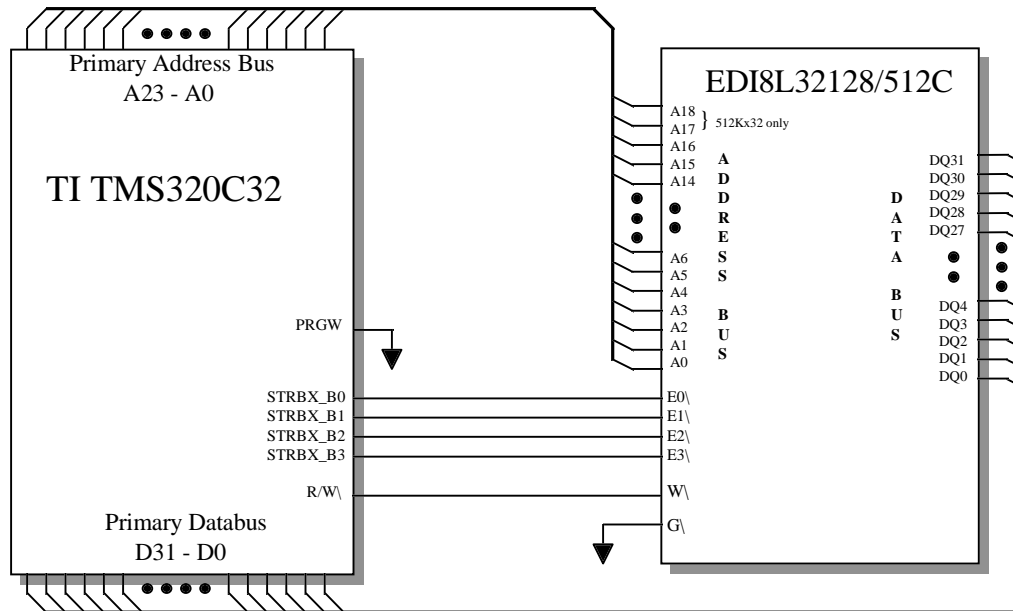 Primary Address Bus
A23 - A0
TI TMS320C32
PRGW
STRBX_B0
STRBX_B1
STRBX_B2
STRBX_B3
R/W\
Primary Databus
D31 - D0
EDI8L32128/512C
A18
A17
} 512Kx32 only
A16
A15
A14
A6
A5
A4
A3
A2
A1
A0
E0\
E1\
E2\
E3\
W\
G\
ADDRESS BUS
DATA BUS
DQ31
DQ30
DQ29
DQ28
DQ27
DQ4
DQ3
DQ2
DQ1
DQ0